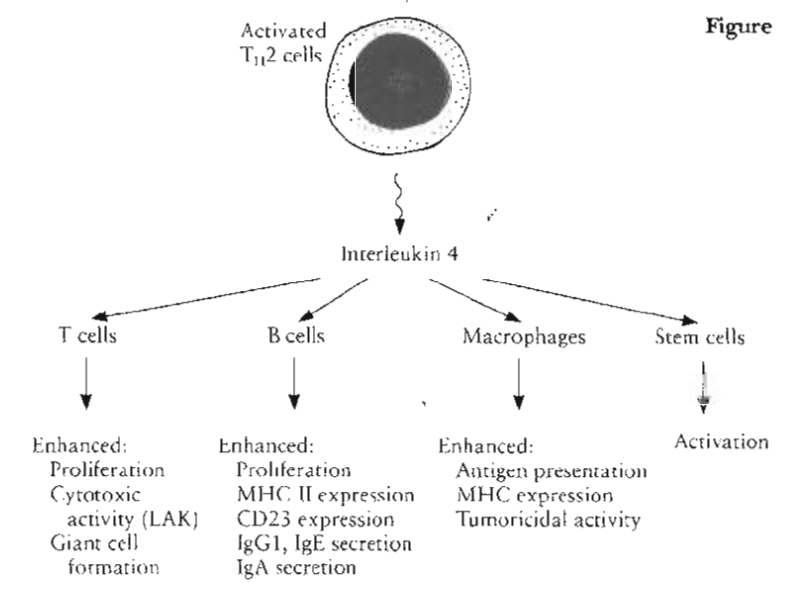 Figure
Activated
T_H2 cells
Interleukin 4
T cells
B cells
Macrophages
Stem cells
Enhanced:
Proliferation
Cytotoxic
activity (LAK)
Giant cell
formation
Enhanced:
Proliferation
MHC II expression
CD23 expression
IgG1, IgE secretion
IgA secretion
Enhanced:
Antigen presentation
MHC expression
Tumoricidal activity
Activation